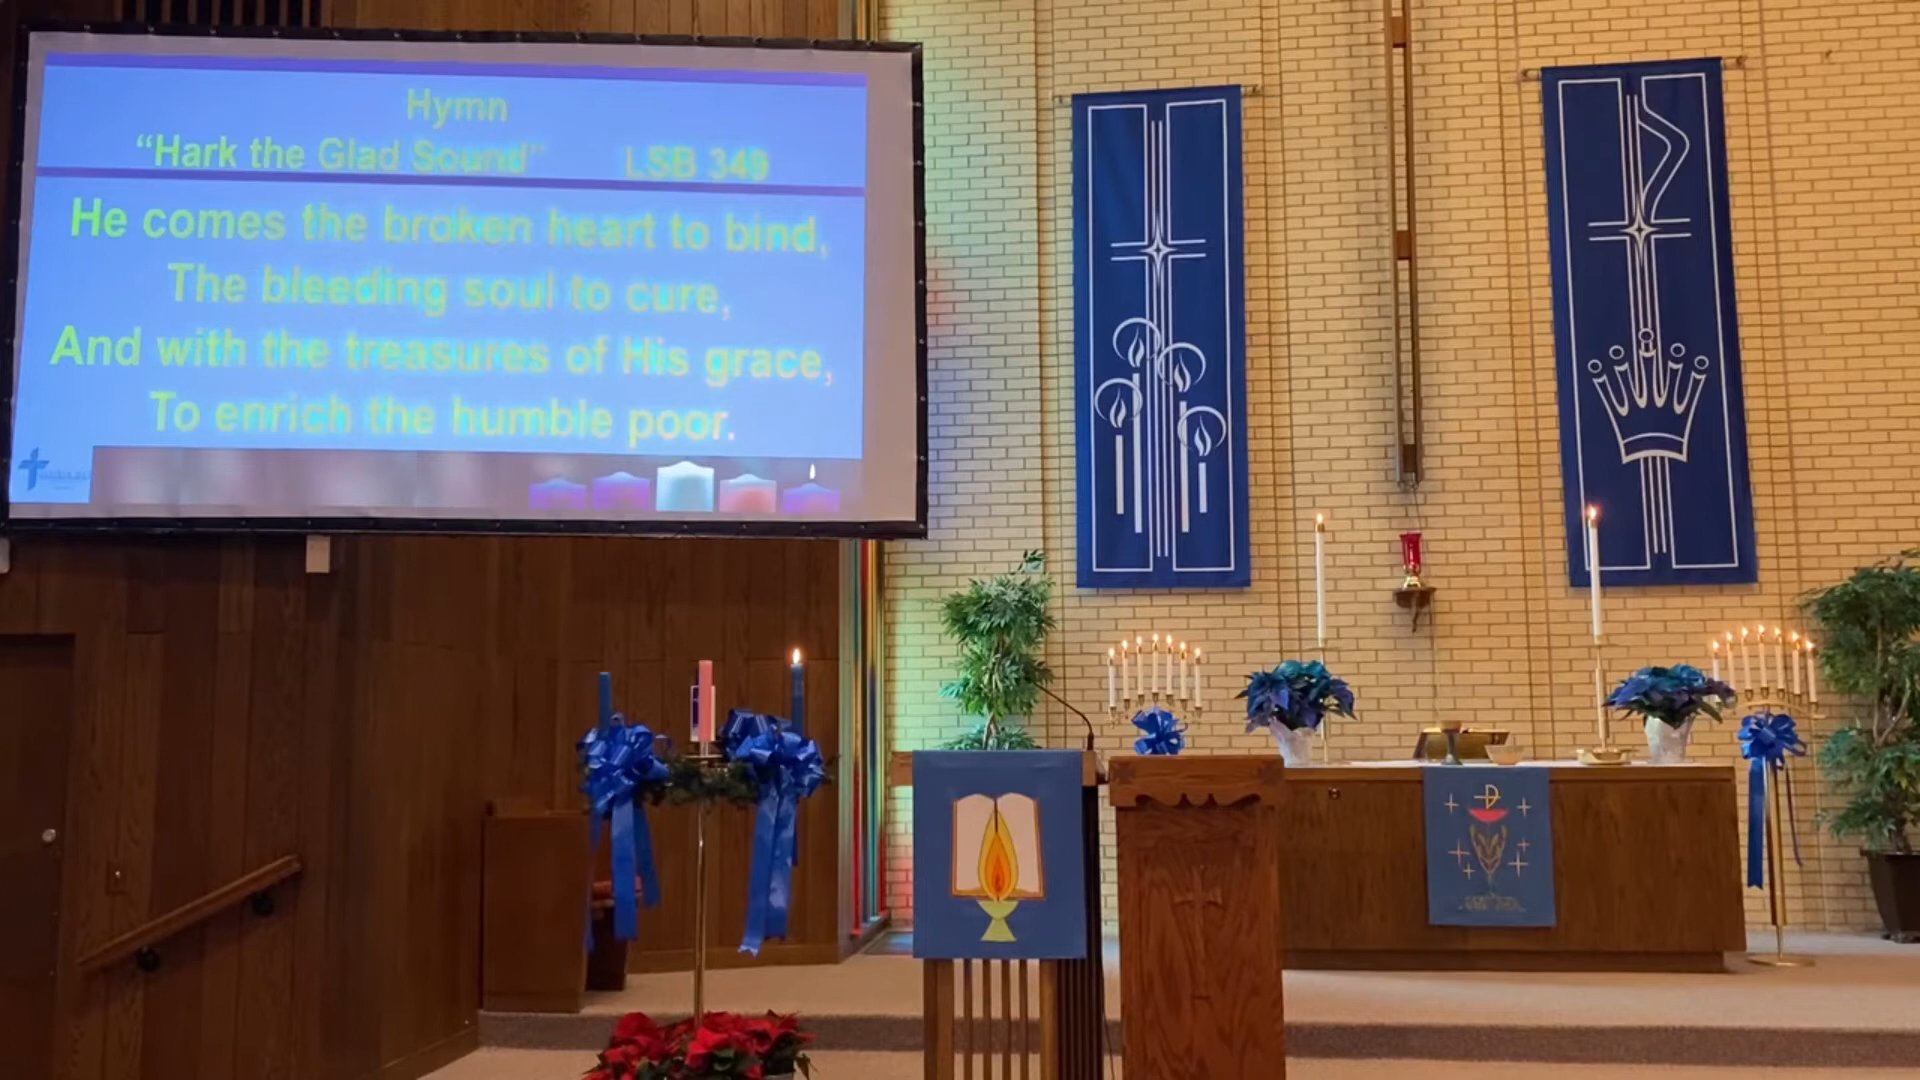 Hymn
“Hark the Glad Sound” LSB 349
He comes the broken heart to bind,
The bleeding soul to cure,
And with the treasures of His grace,
To enrich the humble poor.